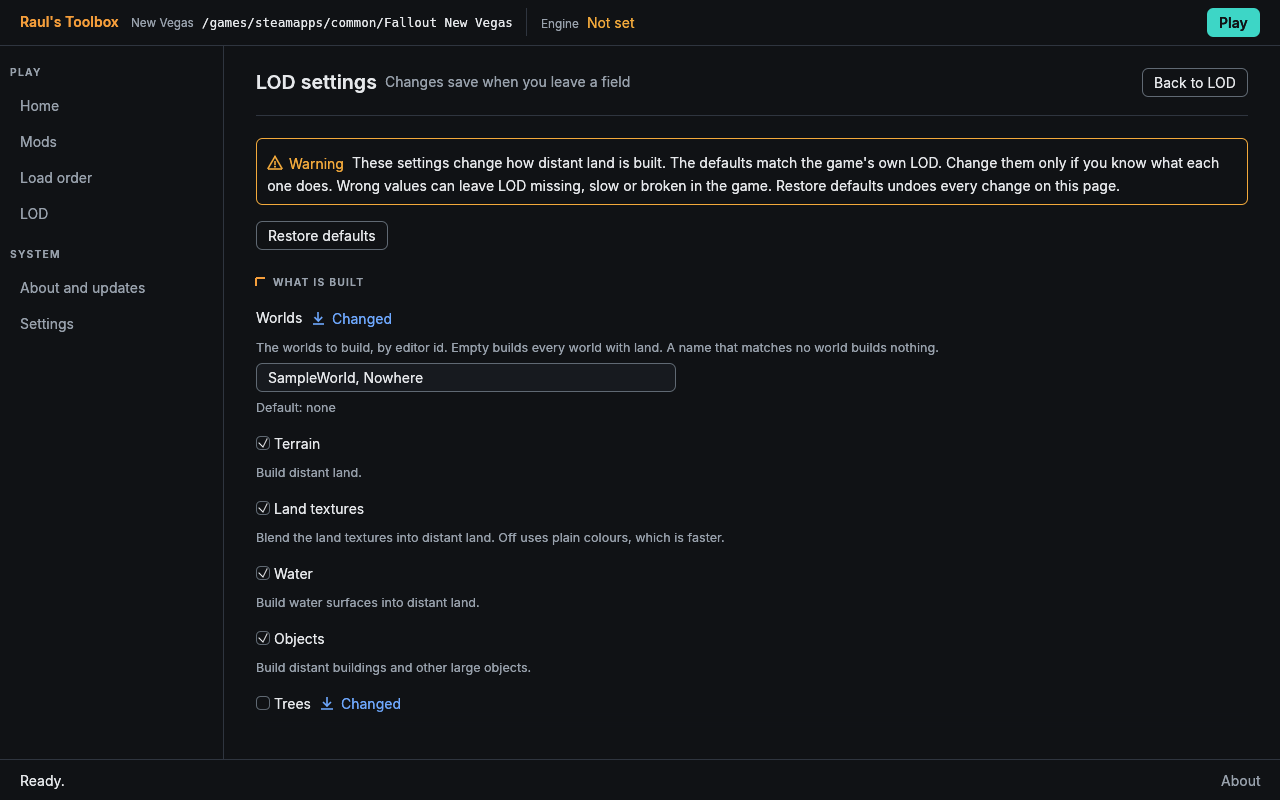 Raul's Toolbox New Vegas /games/steamapps/common/Fallout New Vegas Engine Not set Play
PLAY
Home
Mods
Load order
LOD
SYSTEM
About and updates
Settings
LOD settings Changes save when you leave a field Back to LOD
Warning These settings change how distant land is built. The defaults match the game's own LOD. Change them only if you know what each
one does. Wrong values can leave LOD missing, slow or broken in the game. Restore defaults undoes every change on this page.
Restore defaults
WHAT IS BUILT
Worlds Changed
The worlds to build, by editor id. Empty builds every world with land. A name that matches no world builds nothing.
SampleWorld, Nowhere
Default: none
Terrain
Build distant land.
Land textures
Blend the land textures into distant land. Off uses plain colours, which is faster.
Water
Build water surfaces into distant land.
Objects
Build distant buildings and other large objects.
Trees Changed
Ready. About